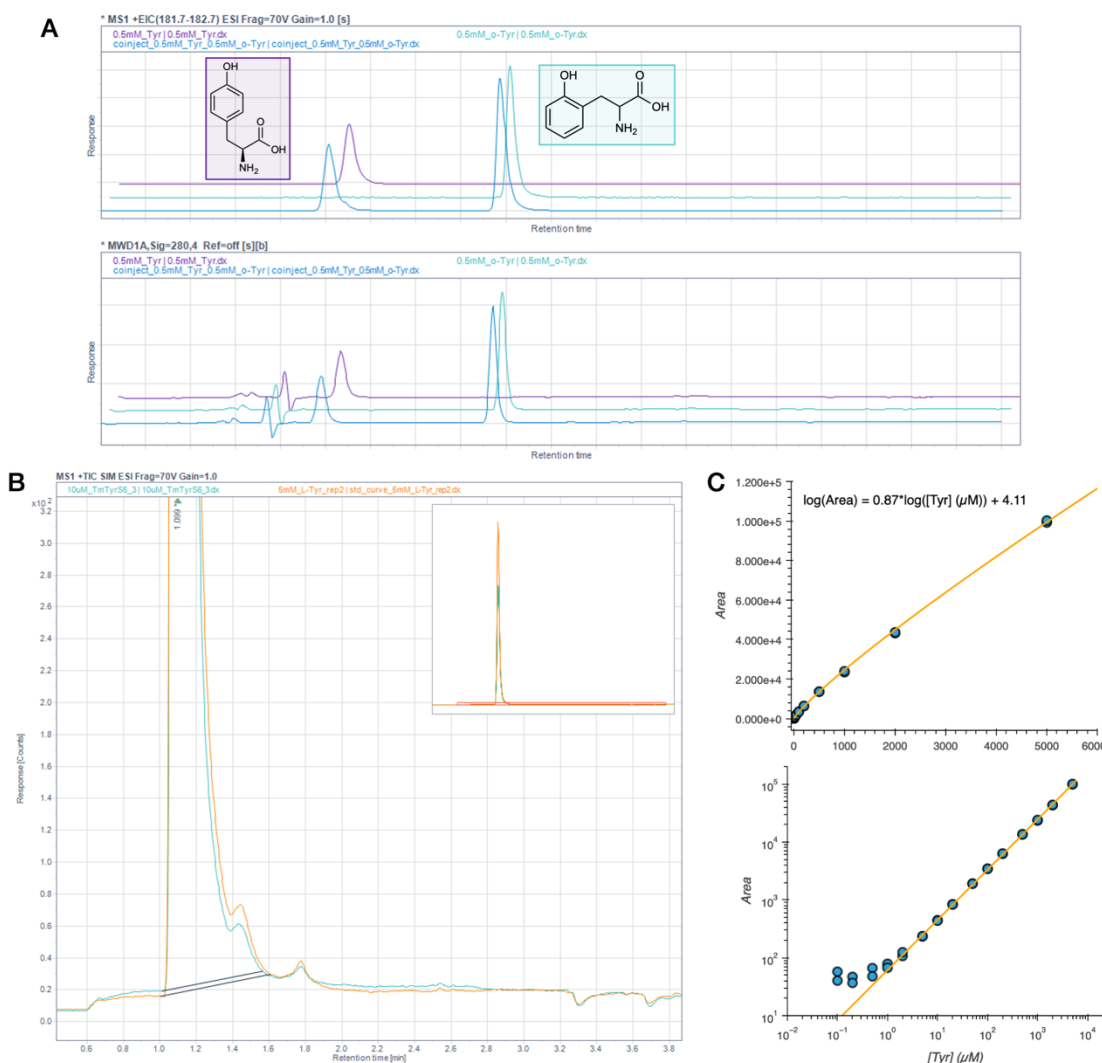 A
* MS1 +EIC(181.7-182.7) ESI Frag=70V Gain=1.0 [s]
0.5mM_Tyr | 0.5mM_Tyr.dx 0.5mM_o-Tyr | 0.5mM_o-Tyr.dx
coinject_0.5mM_Tyr_0.5mM_o-Tyr | coinject_0.5mM_Tyr_0.5mM_o-Tyr.dx
OH
O
OH
NH2
OH
O
OH
NH2
Response
Retention time
* MWD1A,Sig=280,4 Ref=off [s][b]
0.5mM_Tyr | 0.5mM_Tyr.dx 0.5mM_o-Tyr | 0.5mM_o-Tyr.dx
coinject_0.5mM_Tyr_0.5mM_o-Tyr | coinject_0.5mM_Tyr_0.5mM_o-Tyr.dx
Response
Retention time
B
MS1 +TIC SIM ESI Frag=70V Gain=1.0
10uM_TmTyrS6_3 | 10uM_TmTyrS6_3.dx 5mM_L-Tyr_rep2 | std_curve_5mM_L-Tyr_rep2.dx
x10 2
1.099 *
3.2
3.0
2.8
2.6
2.4
2.2
2.0
1.8
1.6
1.4
1.2
1.0
0.8
0.6
0.4
0.2
0.0
Response [Counts]
0.6 0.8 1.0 1.2 1.4 1.6 1.8 2.0 2.2 2.4 2.6 2.8 3.0 3.2 3.4 3.6 3.8
Retention time [min]
C
log(Area) = 0.87*log([Tyr] (µM)) + 4.11
1.200e+5
1.000e+5
8.000e+4
6.000e+4
4.000e+4
2.000e+4
0.000e+0
Area
0 1000 2000 3000 4000 5000 6000
10^5
10^4
10^3
10^2
10^1
Area
10^-2 10^-1 10^0 10^1 10^2 10^3 10^4
[Tyr] (µM)